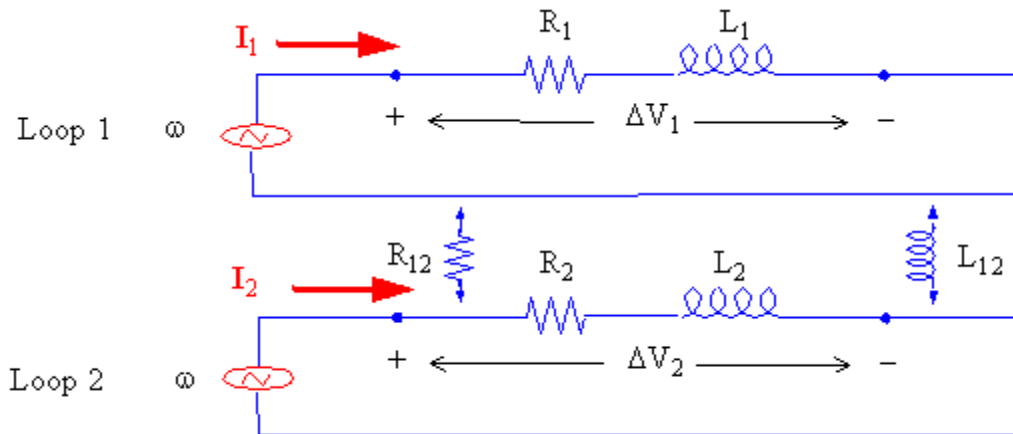 I₁ R₁ L₁
+ ΔV₁ –
Loop 1 ω
R₁₂ L₁₂
I₂ R₂ L₂
+ ΔV₂ –
Loop 2 ω